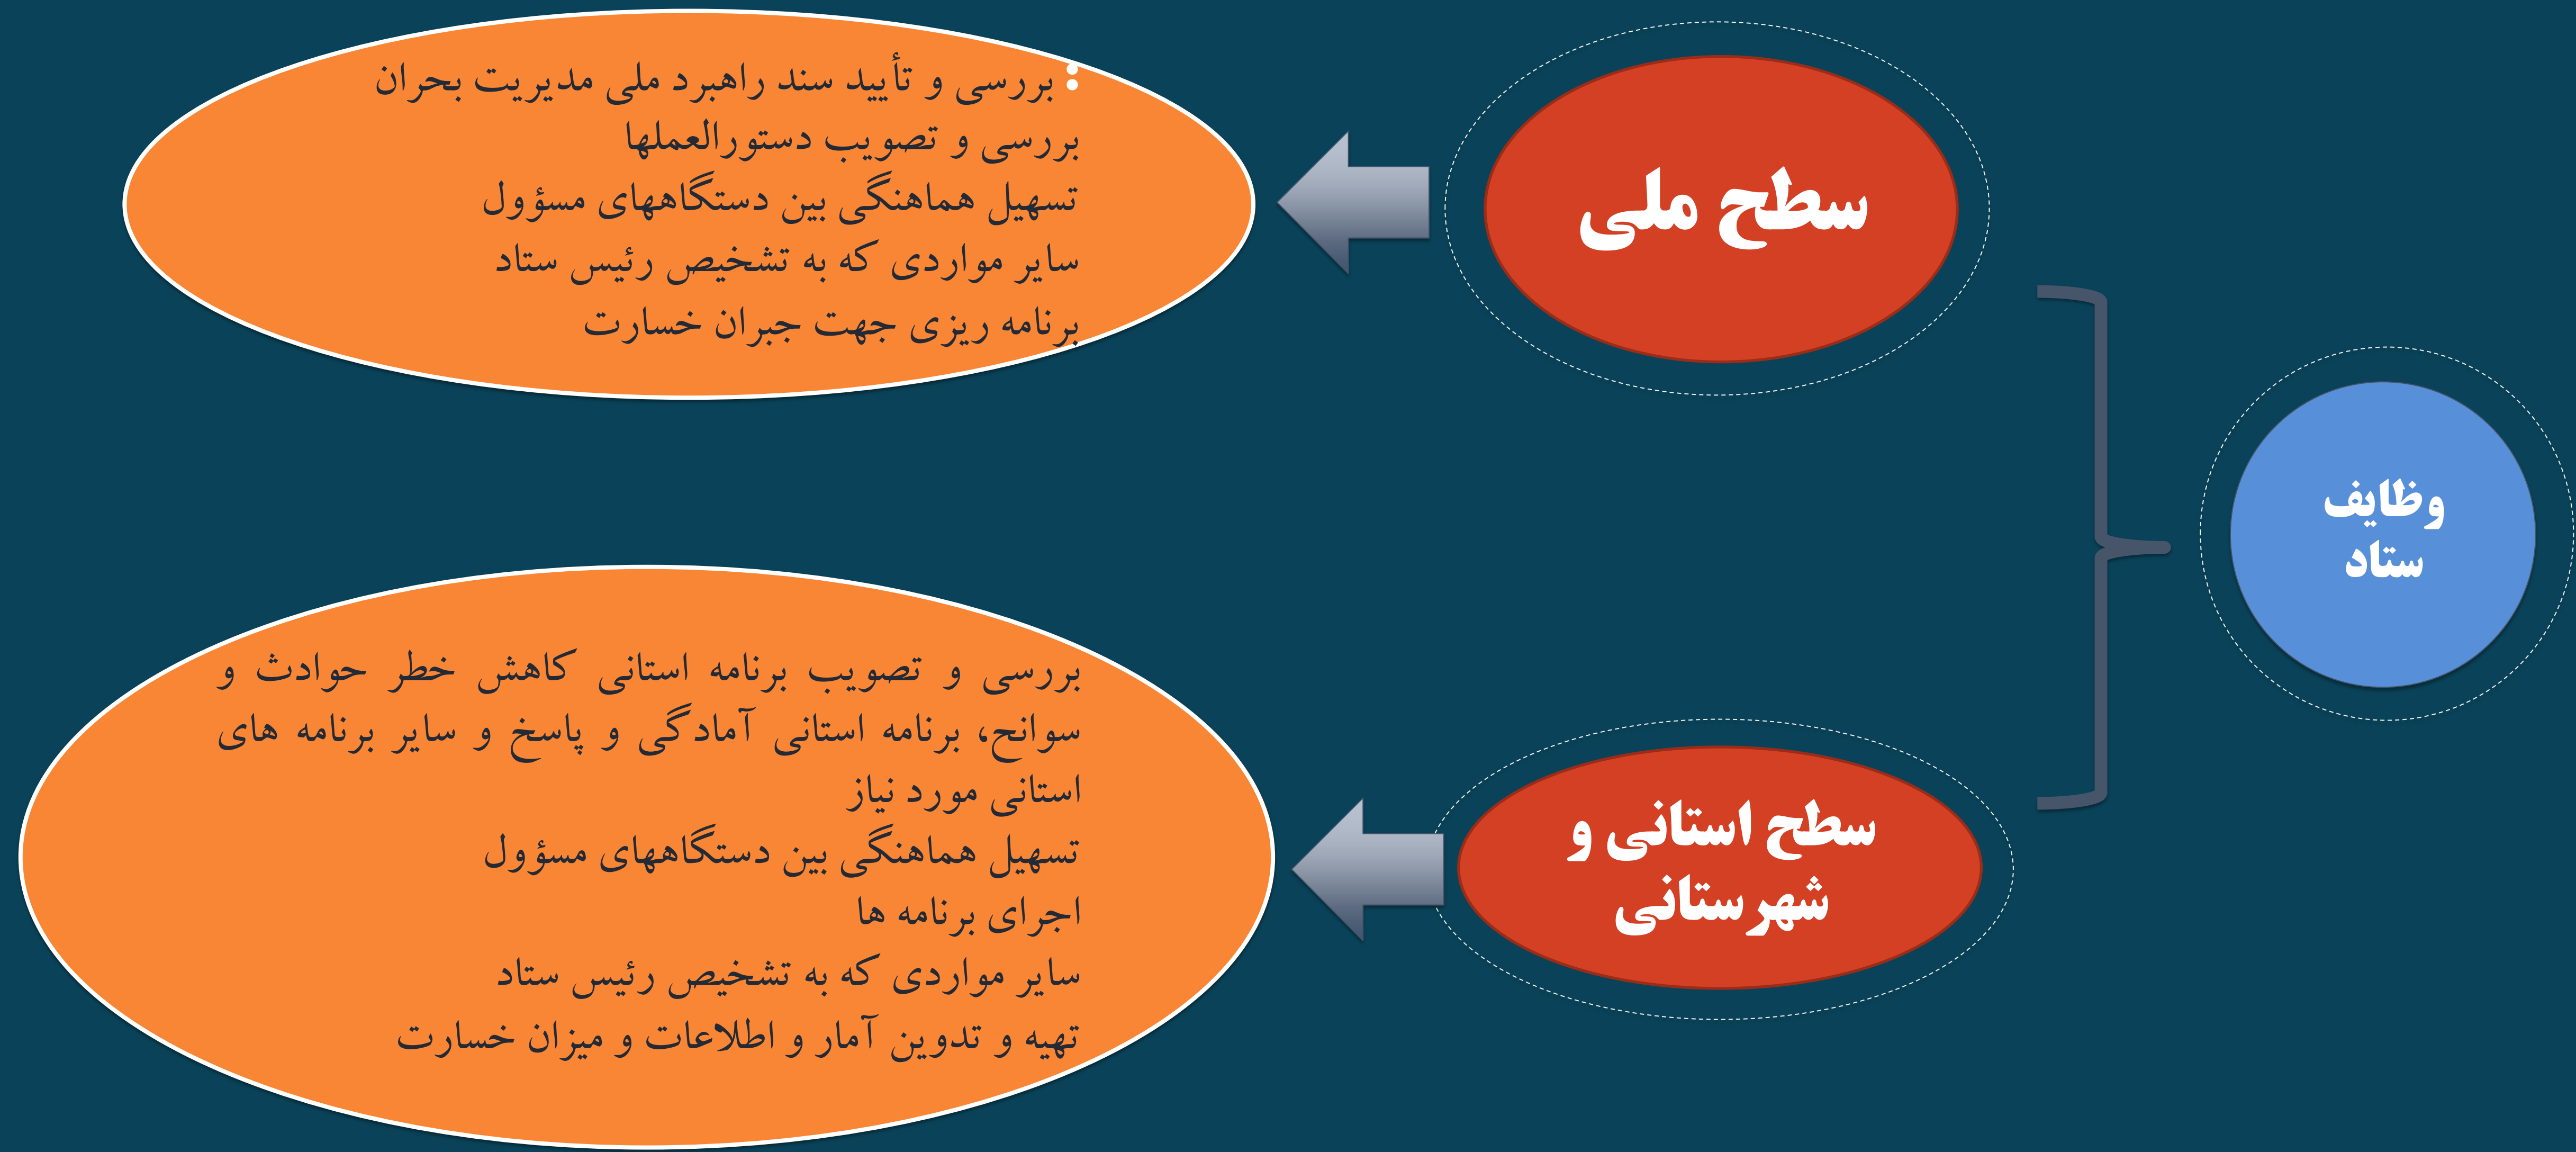 وظایف
ستاد
سطح ملی
: بررسی و تأیید سند راهبرد ملی مدیریت بحران
بررسی و تصویب دستورالعملها
تسهیل هماهنگی بین دستگاههای مسؤول
سایر مواردی که به تشخیص رئیس ستاد
برنامه ریزی جهت جبران خسارت
سطح استانی و
شهرستانی
بررسی و تصویب برنامه استانی کاهش خطر حوادث و
سوانح، برنامه استانی آمادگی و پاسخ و سایر برنامه های
استانی مورد نیاز
تسهیل هماهنگی بین دستگاههای مسؤول
اجرای برنامه ها
سایر مواردی که به تشخیص رئیس ستاد
تهیه و تدوین آمار و اطلاعات و میزان خسارت